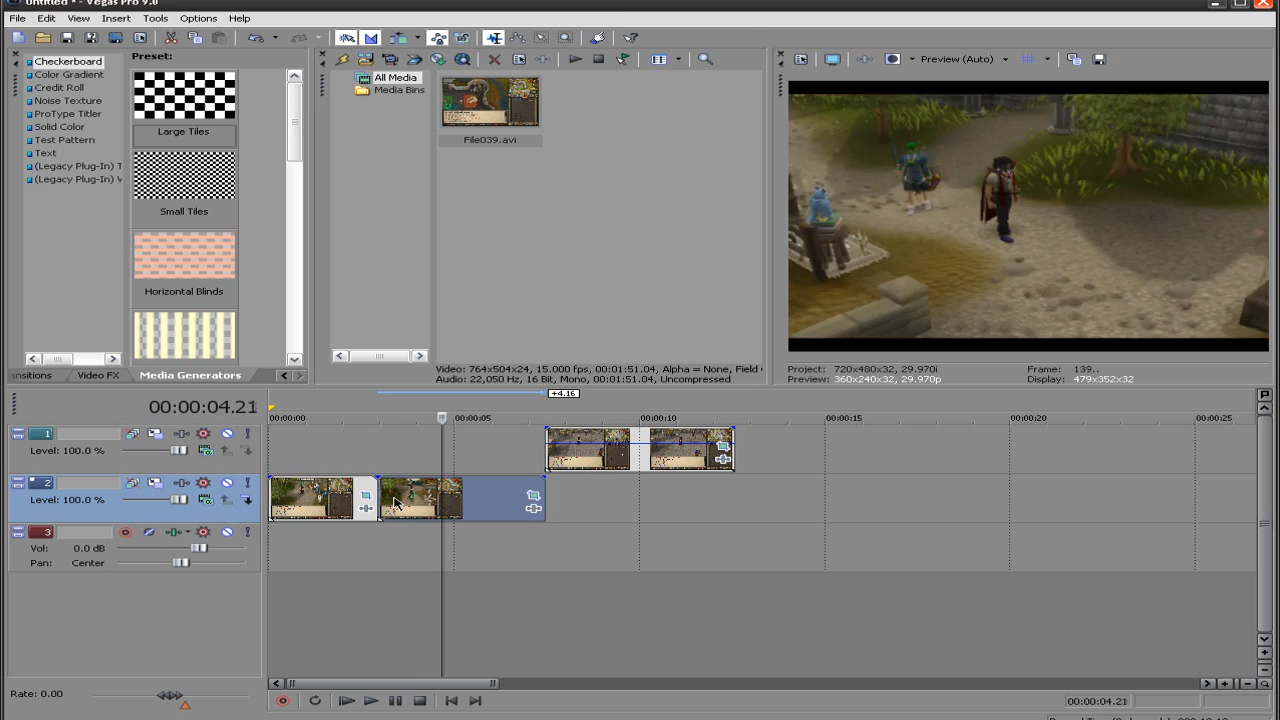 Untitled * - Vegas Pro 9.0
File Edit View Insert Tools Options Help
Checkerboard
Color Gradient
Credit Roll
Noise Texture
ProType Titler
Solid Color
Test Pattern
Text
(Legacy Plug-In) T
(Legacy Plug-In) V
Preset:
Large Tiles
Small Tiles
Horizontal Blinds
ansitions Video FX Media Generators
All Media
Media Bins
File039.avi
Video: 764x504x24, 15.000 fps, 00:01:51.04, Alpha = None, Field
Audio: 22,050 Hz, 16 Bit, Mono, 00:01:51.04, Uncompressed
Preview (Auto)
Project: 720x480x32, 29.970i Frame: 139..
Preview: 360x240x32, 29.970p Display: 479x352x32
00:00:04.21
+4.16
00:00:00 00:00:05 00:00:10 00:00:15 00:00:20 00:00:25
1
Level: 100.0 %
2
Level: 100.0 %
3
Vol: 0.0 dB
Pan: Center
Rate: 0.00
00:00:04.21